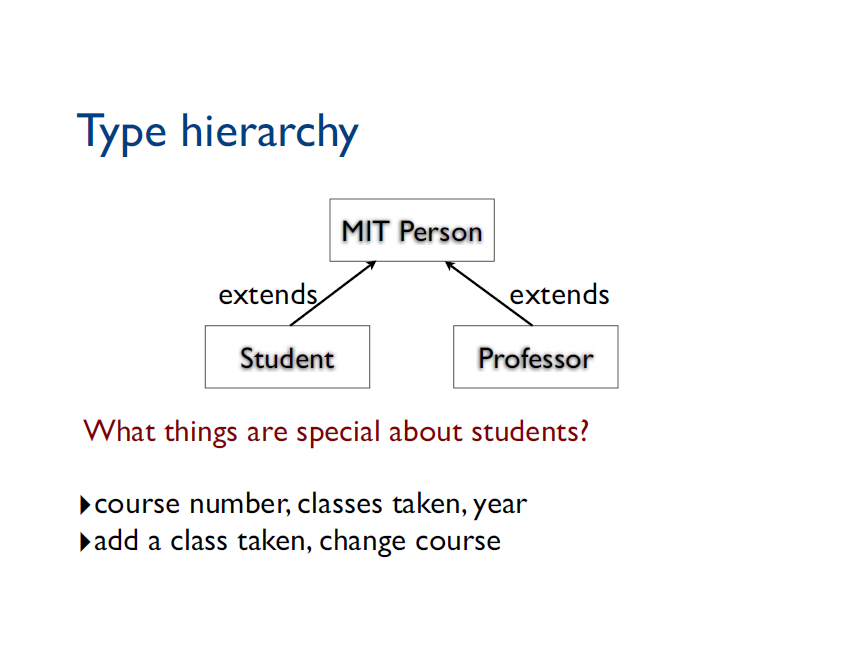 Type hierarchy
MIT Person
extends extends
Student Professor
What things are special about students?
▸course number, classes taken, year
▸add a class taken, change course